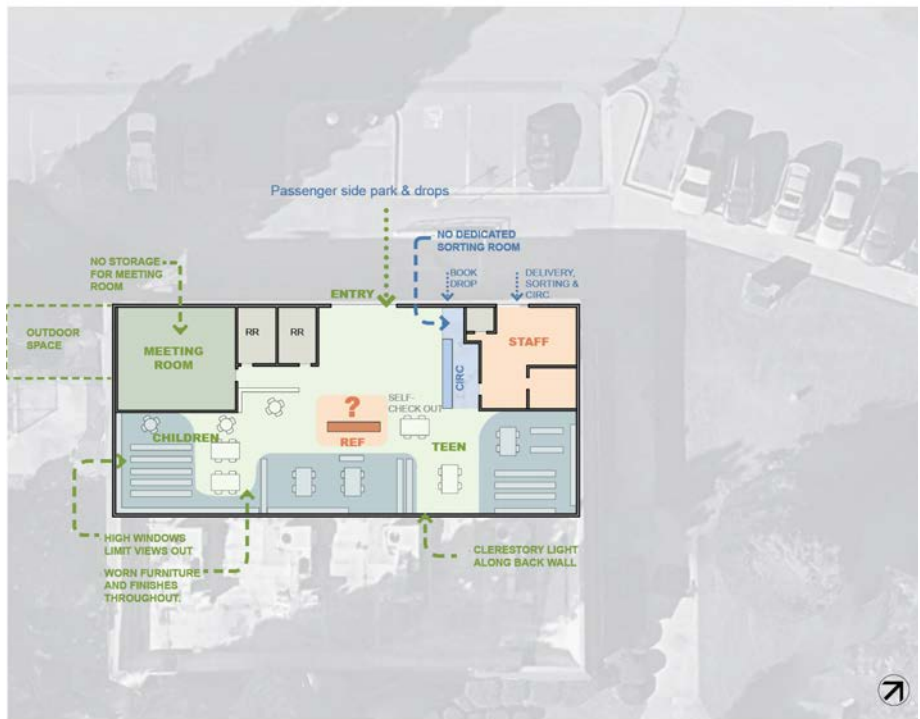 Passenger side park & drops
NO DEDICATED
SORTING ROOM
NO STORAGE
FOR MEETING
ROOM
BOOK
DROP
DELIVERY,
SORTING &
CIRC
ENTRY
OUTDOOR
SPACE
MEETING
ROOM
RR
RR
STAFF
CIRC
?
REF
SELF-
CHECK OUT
CHILDREN
TEEN
HIGH WINDOWS
LIMIT VIEWS OUT
WORN FURNITURE
AND FINISHES
THROUGHOUT.
CLERESTORY LIGHT
ALONG BACK WALL